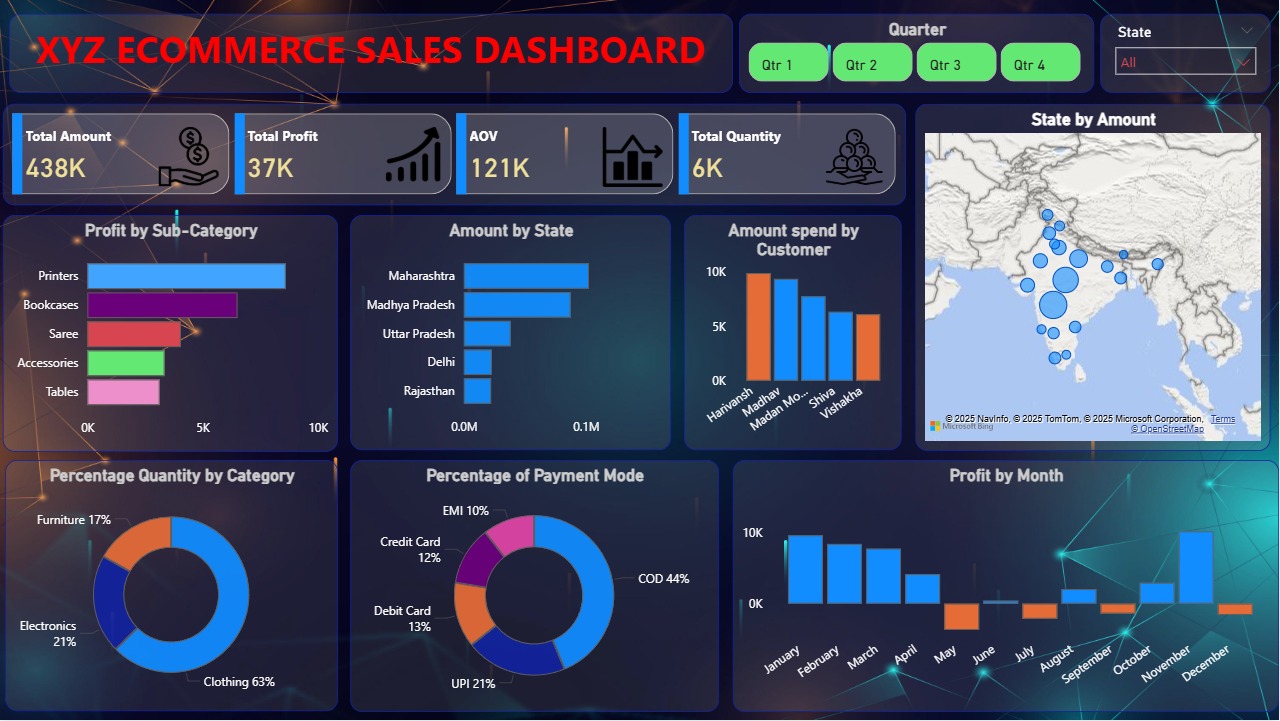 XYZ ECOMMERCE SALES DASHBOARD
Quarter
Qtr 1
Qtr 2
Qtr 3
Qtr 4
State
All
Total Amount
438K
Total Profit
37K
AOV
121K
Total Quantity
6K
State by Amount
© 2025 NavInfo, © 2025 TomTom, © 2025 Microsoft Corporation, Terms
Microsoft Bing
© OpenStreetMap
Profit by Sub-Category
Printers
Bookcases
Saree
Accessories
Tables
0K
5K
10K
Amount by State
Maharashtra
Madhya Pradesh
Uttar Pradesh
Delhi
Rajasthan
0.0M
0.1M
Amount spend by
Customer
10K
5K
0K
Harivansh
Madhav
Madan Mo...
Shiva
Vishakha
Percentage Quantity by Category
Furniture 17%
Electronics
21%
Clothing 63%
Percentage of Payment Mode
EMI 10%
Credit Card
12%
Debit Card
13%
UPI 21%
COD 44%
Profit by Month
10K
0K
January
February
March
April
May
June
July
August
September
October
November
December